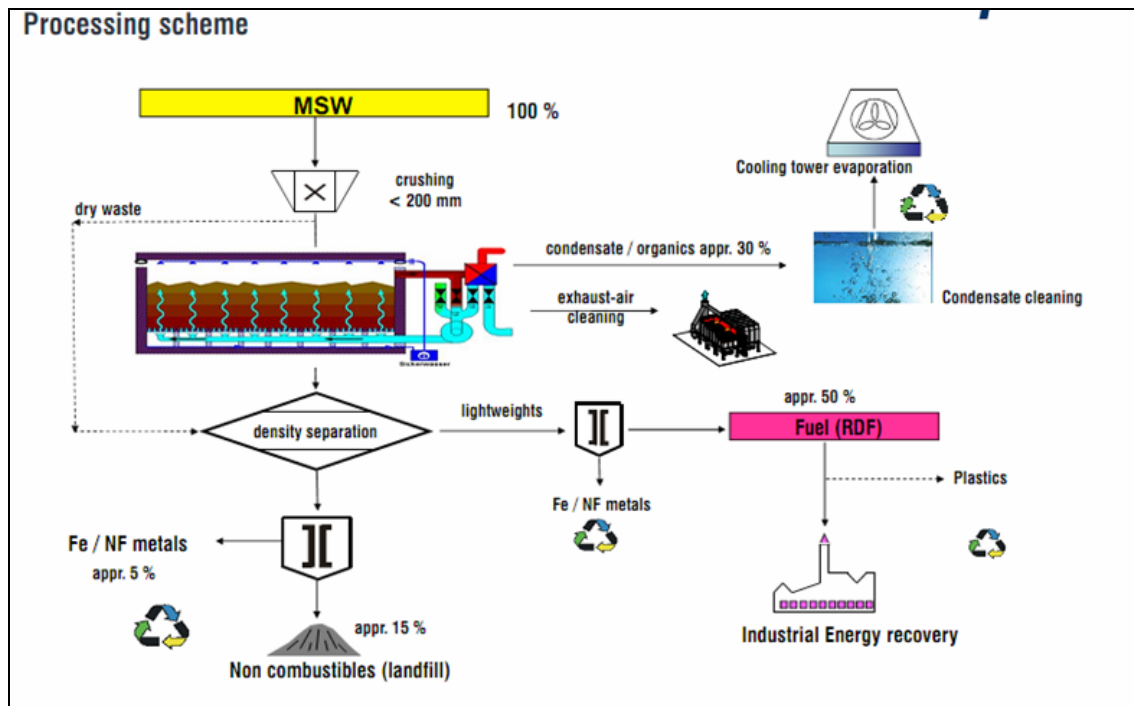 Processing scheme
MSW
100 %
crushing
< 200 mm
dry waste
Cooling tower evaporation
condensate / organics appr. 30 %
Condensate cleaning
exhaust-air
cleaning
Sickerwasser
density separation
lightweights
appr. 50 %
Fuel (RDF)
Fe / NF metals
Plastics
Fe / NF metals
appr. 5 %
appr. 15 %
Non combustibles (landfill)
Industrial Energy recovery